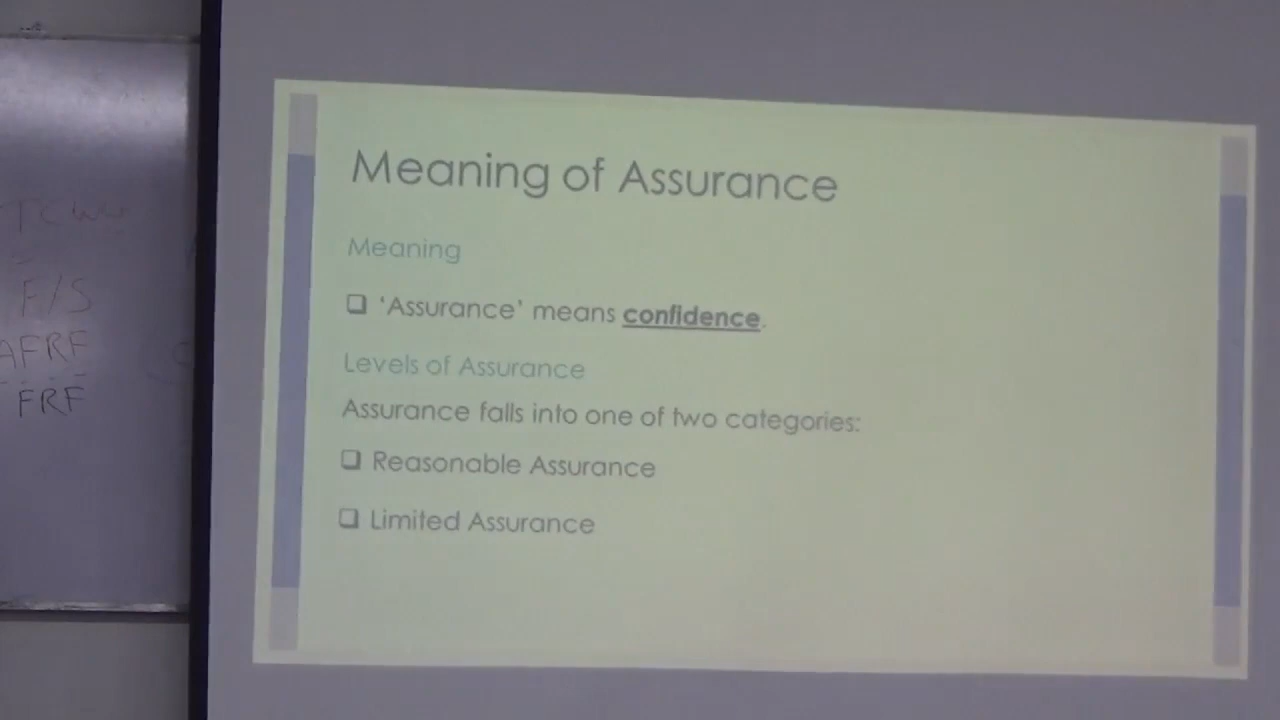 F/S
AFRF
FRF
Meaning of Assurance
Meaning
❑ ‘Assurance’ means confidence.
Levels of Assurance
Assurance falls into one of two categories:
❑ Reasonable Assurance
❑ Limited Assurance